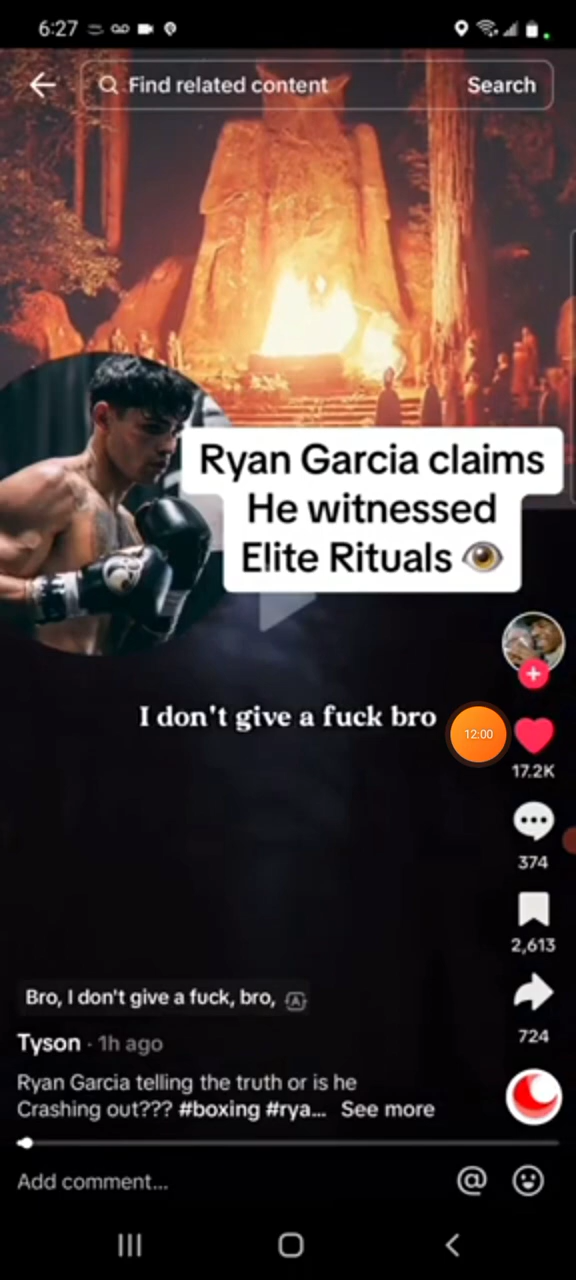 6:27
Find related content Search
Ryan Garcia claims
He witnessed
Elite Rituals 👁
I don't give a fuck bro
12:00
17.2K
374
2,613
Bro, I don't give a fuck, bro,
724
Tyson · 1h ago
Ryan Garcia telling the truth or is he
Crashing out??? #boxing #rya... See more
Add comment...